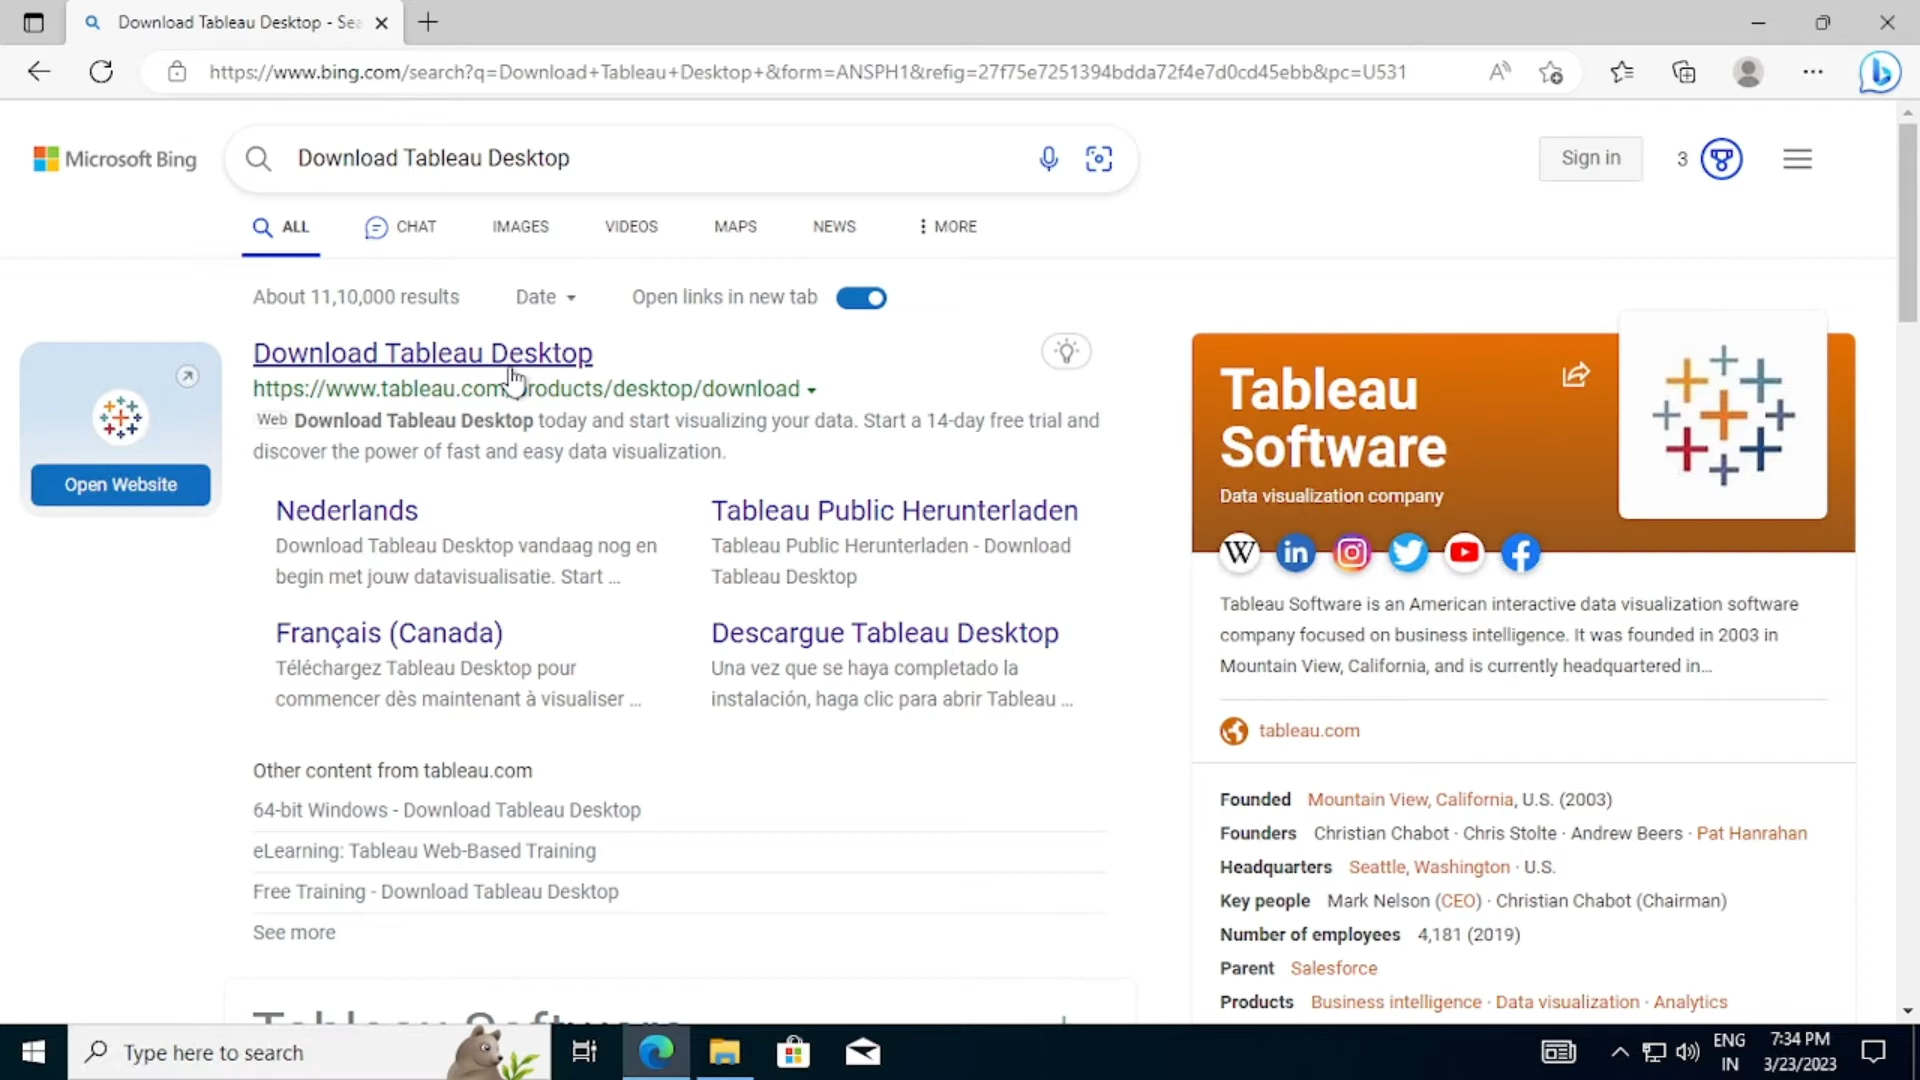 Download Tableau Desktop - Sea
https://www.bing.com/search?q=Download+Tableau+Desktop+&form=ANSPH1&refig=27f75e7251394bdda72f4e7d0cd45ebb&pc=U531
Microsoft Bing
Download Tableau Desktop
Sign in
3
ALL
CHAT
IMAGES
VIDEOS
MAPS
NEWS
MORE
About 11,10,000 results
Date
Open links in new tab
Open Website
Download Tableau Desktop
https://www.tableau.com/products/desktop/download
Web Download Tableau Desktop today and start visualizing your data. Start a 14-day free trial and
discover the power of fast and easy data visualization.
Nederlands
Download Tableau Desktop vandaag nog en
begin met jouw datavisualisatie. Start ...
Tableau Public Herunterladen
Tableau Public Herunterladen - Download
Tableau Desktop
Français (Canada)
Téléchargez Tableau Desktop pour
commencer dès maintenant à visualiser ...
Descargue Tableau Desktop
Una vez que se haya completado la
instalación, haga clic para abrir Tableau ...
Other content from tableau.com
64-bit Windows - Download Tableau Desktop
eLearning: Tableau Web-Based Training
Free Training - Download Tableau Desktop
See more
Tableau Software
Tableau
Software
Data visualization company
W
in
Tableau Software is an American interactive data visualization software
company focused on business intelligence. It was founded in 2003 in
Mountain View, California, and is currently headquartered in...
tableau.com
Founded Mountain View, California, U.S. (2003)
Founders Christian Chabot · Chris Stolte · Andrew Beers · Pat Hanrahan
Headquarters Seattle, Washington · U.S.
Key people Mark Nelson (CEO) · Christian Chabot (Chairman)
Number of employees 4,181 (2019)
Parent Salesforce
Products Business intelligence · Data visualization · Analytics
Type here to search
ENG
IN
7:34 PM
3/23/2023